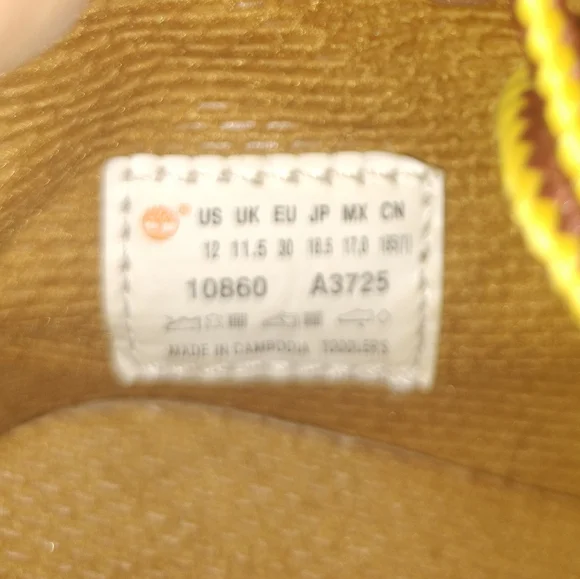 US UK EU JP MX CN
12 11.5 30 18.5 17.0
10860 A3725
MADE IN CAMBODIA TODDLERS